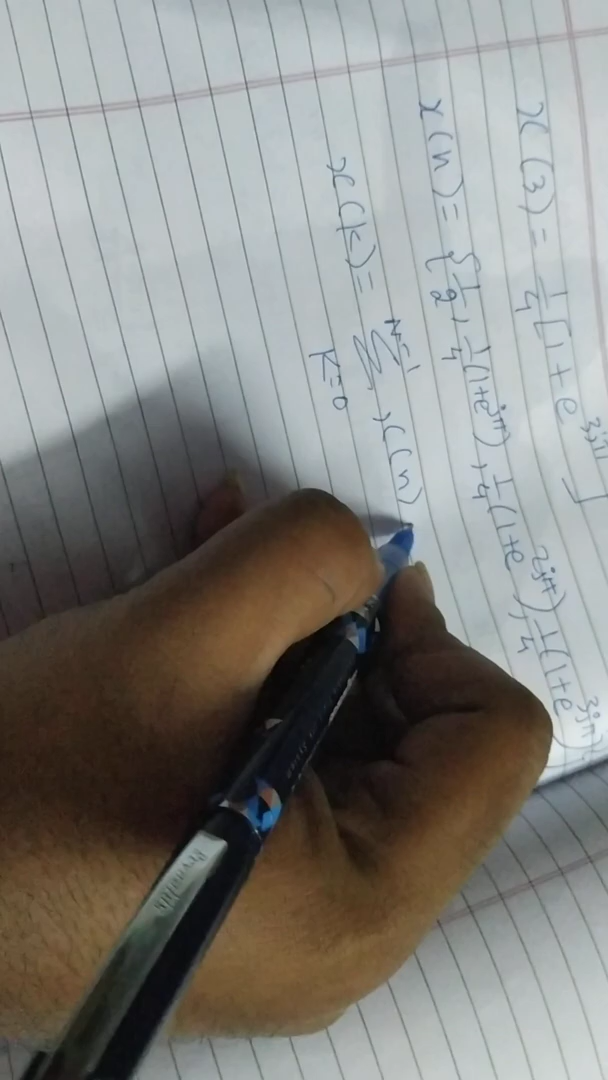 x(3) = 1/4 [1 + e^{3jπ}]
x(n) = {1/2, 1/4(1+e^{jπ}), 1/4(1+e^{2jπ}), 1/4(1+e^{3jπ})
x(k) = N-1 Σ K=0 x(n)
Reynolds